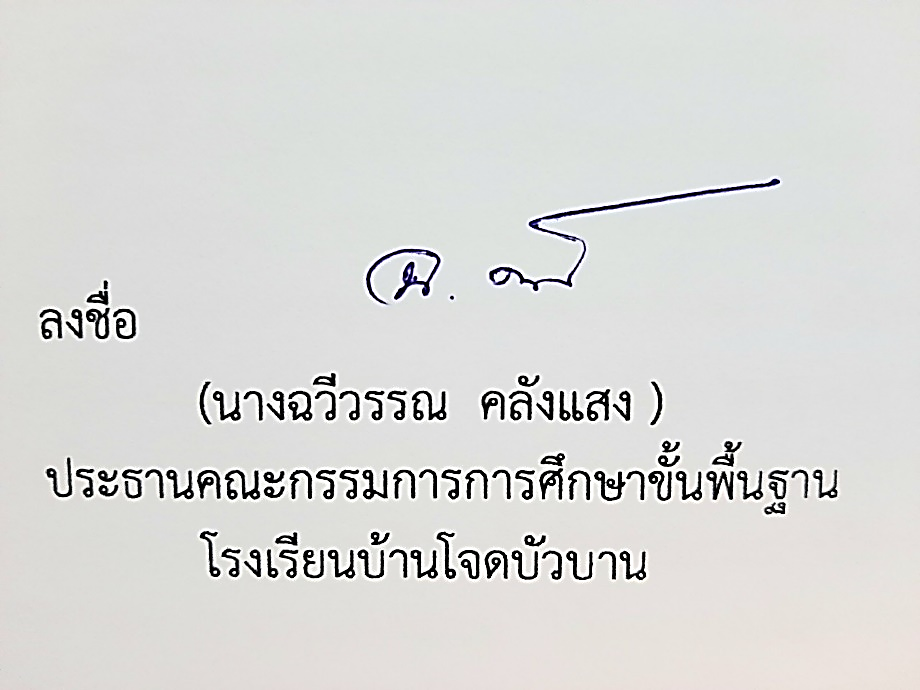 ลงชื่อ
(นางฉวีวรรณ  คลังแสง )
ประธานคณะกรรมการการศึกษาขั้นพื้นฐาน
โรงเรียนบ้านโจดบัวบาน